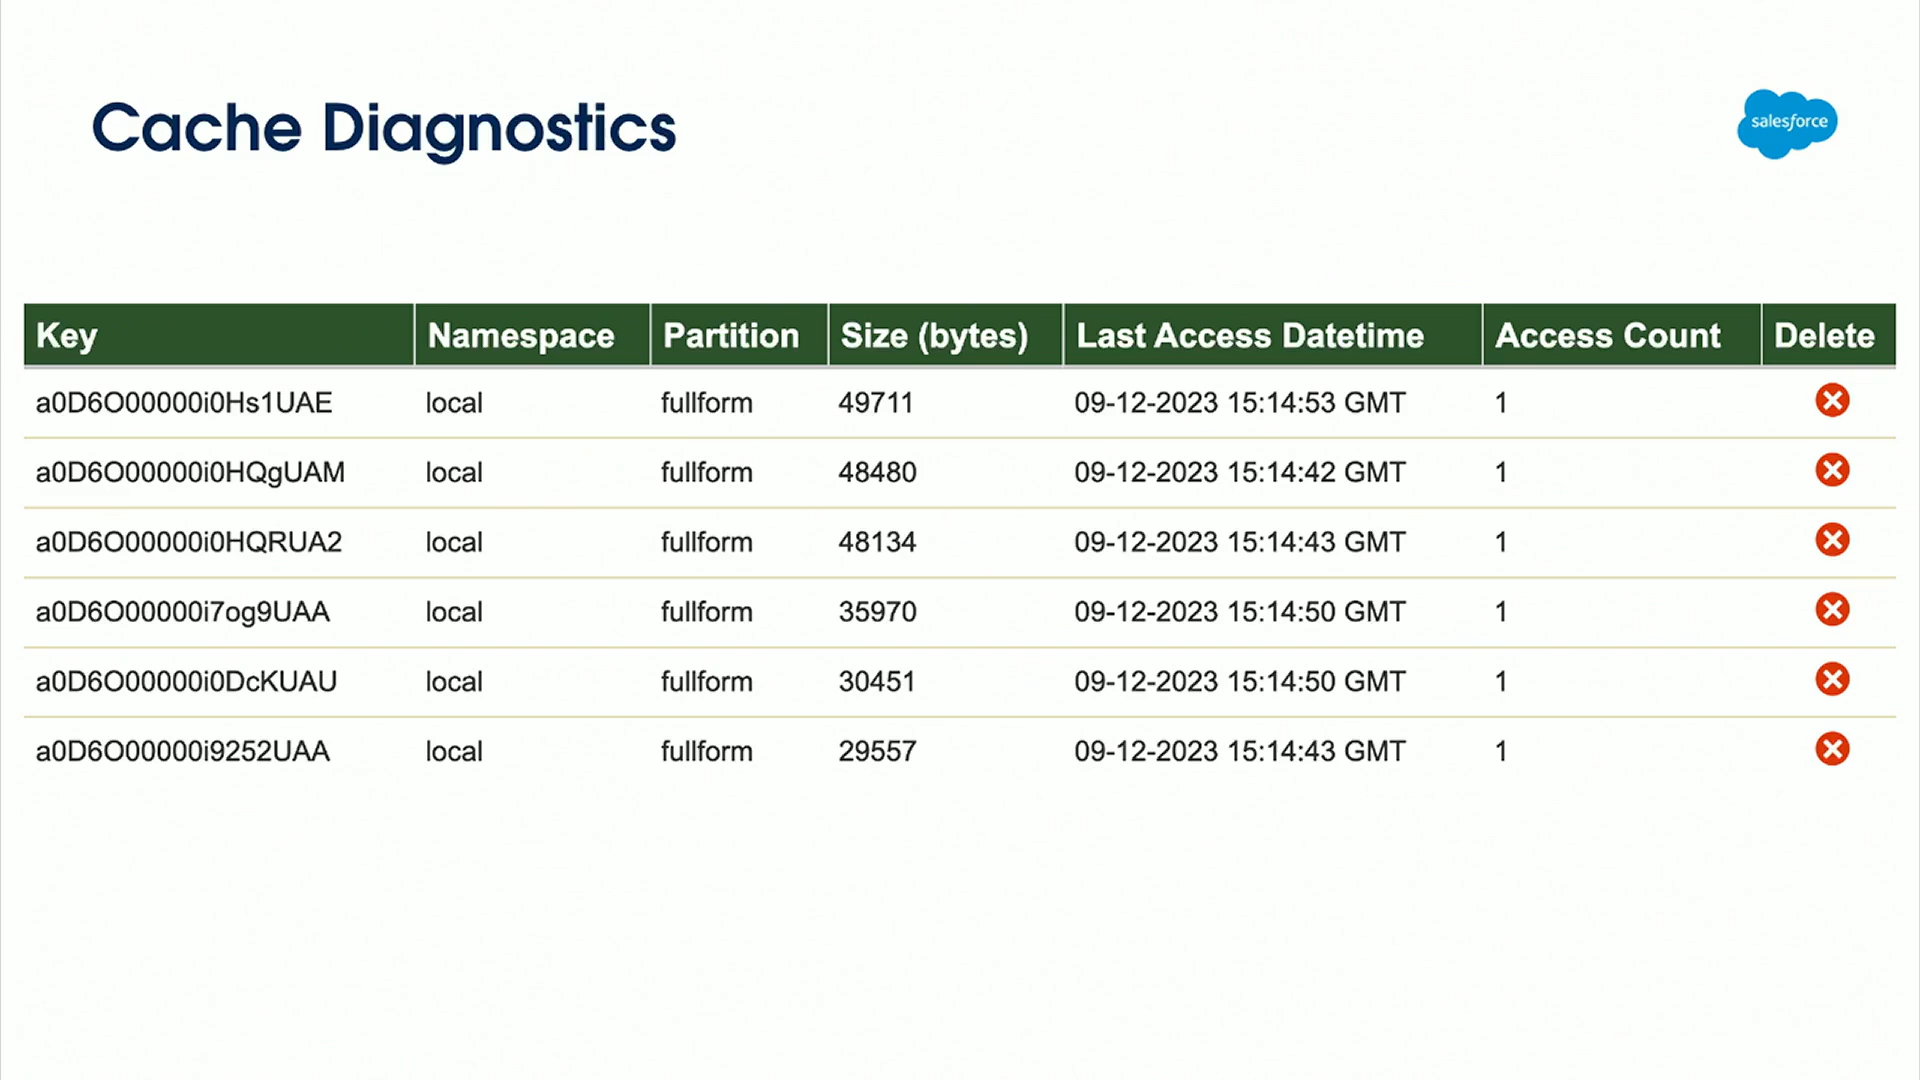 Cache Diagnostics
salesforce
Key Namespace Partition Size (bytes) Last Access Datetime Access Count Delete
a0D6O00000i0Hs1UAE local fullform 49711 09-12-2023 15:14:53 GMT 1
a0D6O00000i0HQgUAM local fullform 48480 09-12-2023 15:14:42 GMT 1
a0D6O00000i0HQRUA2 local fullform 48134 09-12-2023 15:14:43 GMT 1
a0D6O00000i7og9UAA local fullform 35970 09-12-2023 15:14:50 GMT 1
a0D6O00000i0DcKUAU local fullform 30451 09-12-2023 15:14:50 GMT 1
a0D6O00000i9252UAA local fullform 29557 09-12-2023 15:14:43 GMT 1